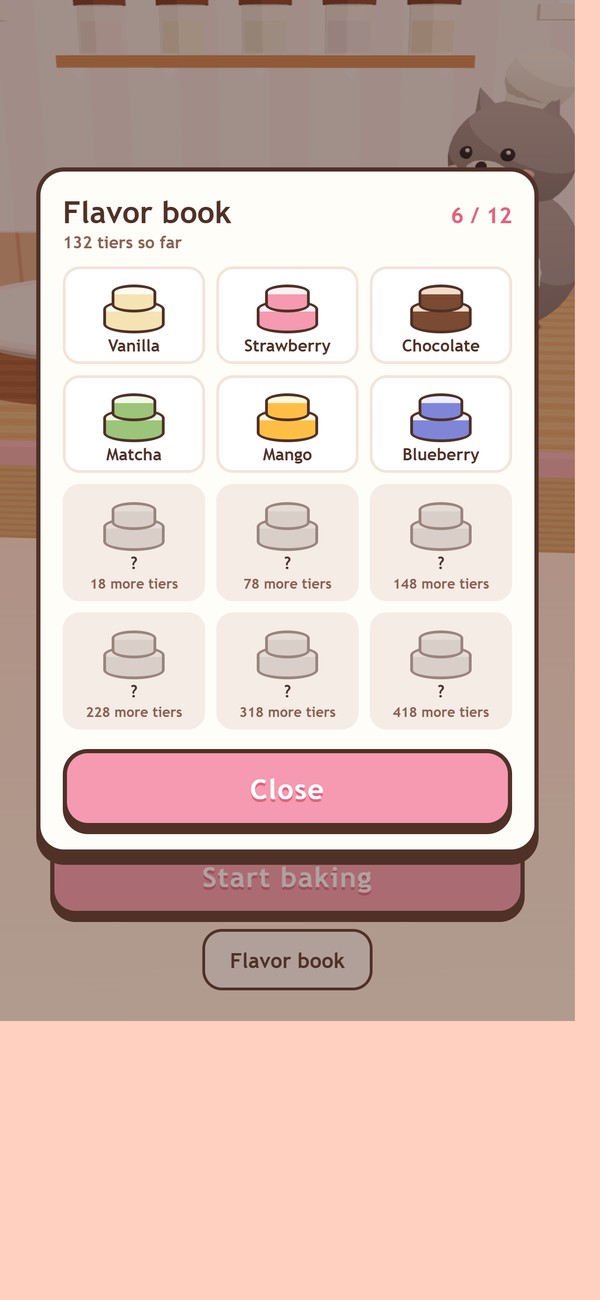 Flavor book
6 / 12
132 tiers so far
Vanilla
Strawberry
Chocolate
Matcha
Mango
Blueberry
?
18 more tiers
?
78 more tiers
?
148 more tiers
?
228 more tiers
?
318 more tiers
?
418 more tiers
Close
Start baking
Flavor book